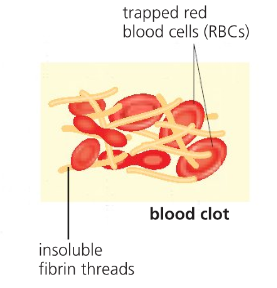 trapped red
blood cells (RBCs)
blood clot
insoluble
fibrin threads